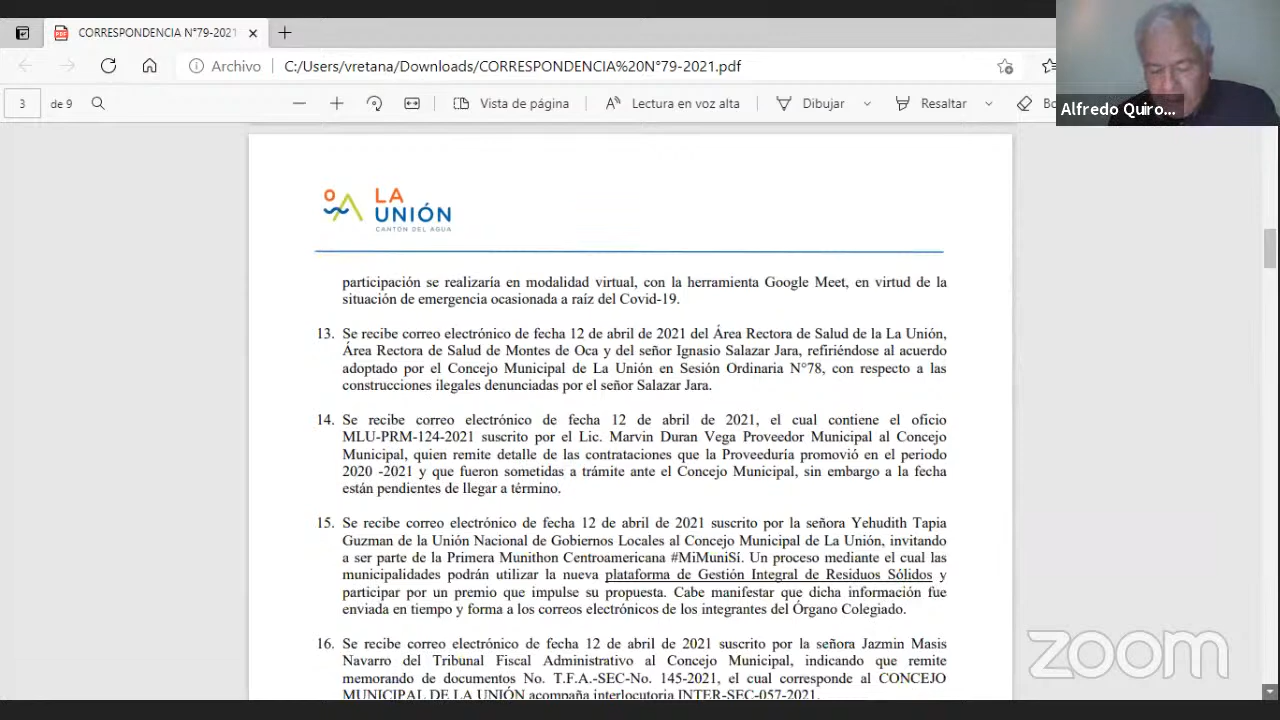 CORRESPONDENCIA N°79-2021
Archivo
C:/Users/vretana/Downloads/CORRESPONDENCIA%20N°79-2021.pdf
3 de 9
Vista de página
Lectura en voz alta
Dibujar
Resaltar
Alfredo Quiro...
LA
UNIÓN
CANTÓN DEL AGUA
participación se realizaría en modalidad virtual, con la herramienta Google Meet, en virtud de la
situación de emergencia ocasionada a raíz del Covid-19.
13. Se recibe correo electrónico de fecha 12 de abril de 2021 del Área Rectora de Salud de la La Unión,
Área Rectora de Salud de Montes de Oca y del señor Ignasio Salazar Jara, refiriéndose al acuerdo
adoptado por el Concejo Municipal de La Unión en Sesión Ordinaria N°78, con respecto a las
construcciones ilegales denunciadas por el señor Salazar Jara.
14. Se recibe correo electrónico de fecha 12 de abril de 2021, el cual contiene el oficio
MLU-PRM-124-2021 suscrito por el Lic. Marvin Duran Vega Proveedor Municipal al Concejo
Municipal, quien remite detalle de las contrataciones que la Proveeduría promovió en el periodo
2020 -2021 y que fueron sometidas a trámite ante el Concejo Municipal, sin embargo a la fecha
están pendientes de llegar a término.
15. Se recibe correo electrónico de fecha 12 de abril de 2021 suscrito por la señora Yehudith Tapia
Guzman de la Unión Nacional de Gobiernos Locales al Concejo Municipal de La Unión, invitando
a ser parte de la Primera Munithon Centroamericana #MiMuniSí. Un proceso mediante el cual las
municipalidades podrán utilizar la nueva plataforma de Gestión Integral de Residuos Sólidos y
participar por un premio que impulse su propuesta. Cabe manifestar que dicha información fue
enviada en tiempo y forma a los correos electrónicos de los integrantes del Órgano Colegiado.
16. Se recibe correo electrónico de fecha 12 de abril de 2021 suscrito por la señora Jazmin Masis
Navarro del Tribunal Fiscal Administrativo al Concejo Municipal, indicando que remite
memorando de documentos No. T.F.A.-SEC-No. 145-2021, el cual corresponde al CONCEJO
MUNICIPAL DE LA UNIÓN acompaña interlocutoria INTER-SEC-057-2021.
zoom